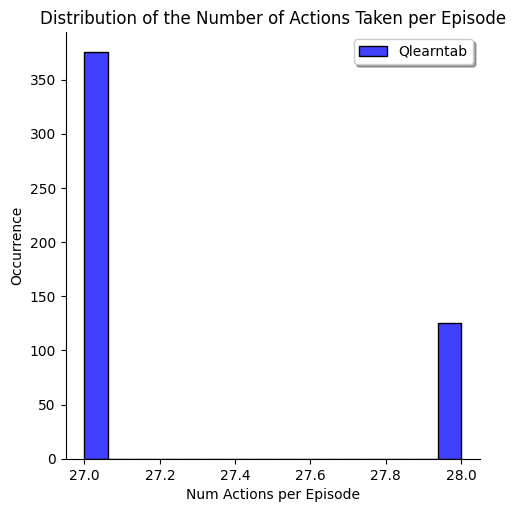 Distribution of the Number of Actions Taken per Episode
Qlearntab
Occurrence
350
300
250
200
150
100
50
0
27.0 27.2 27.4 27.6 27.8 28.0
Num Actions per Episode